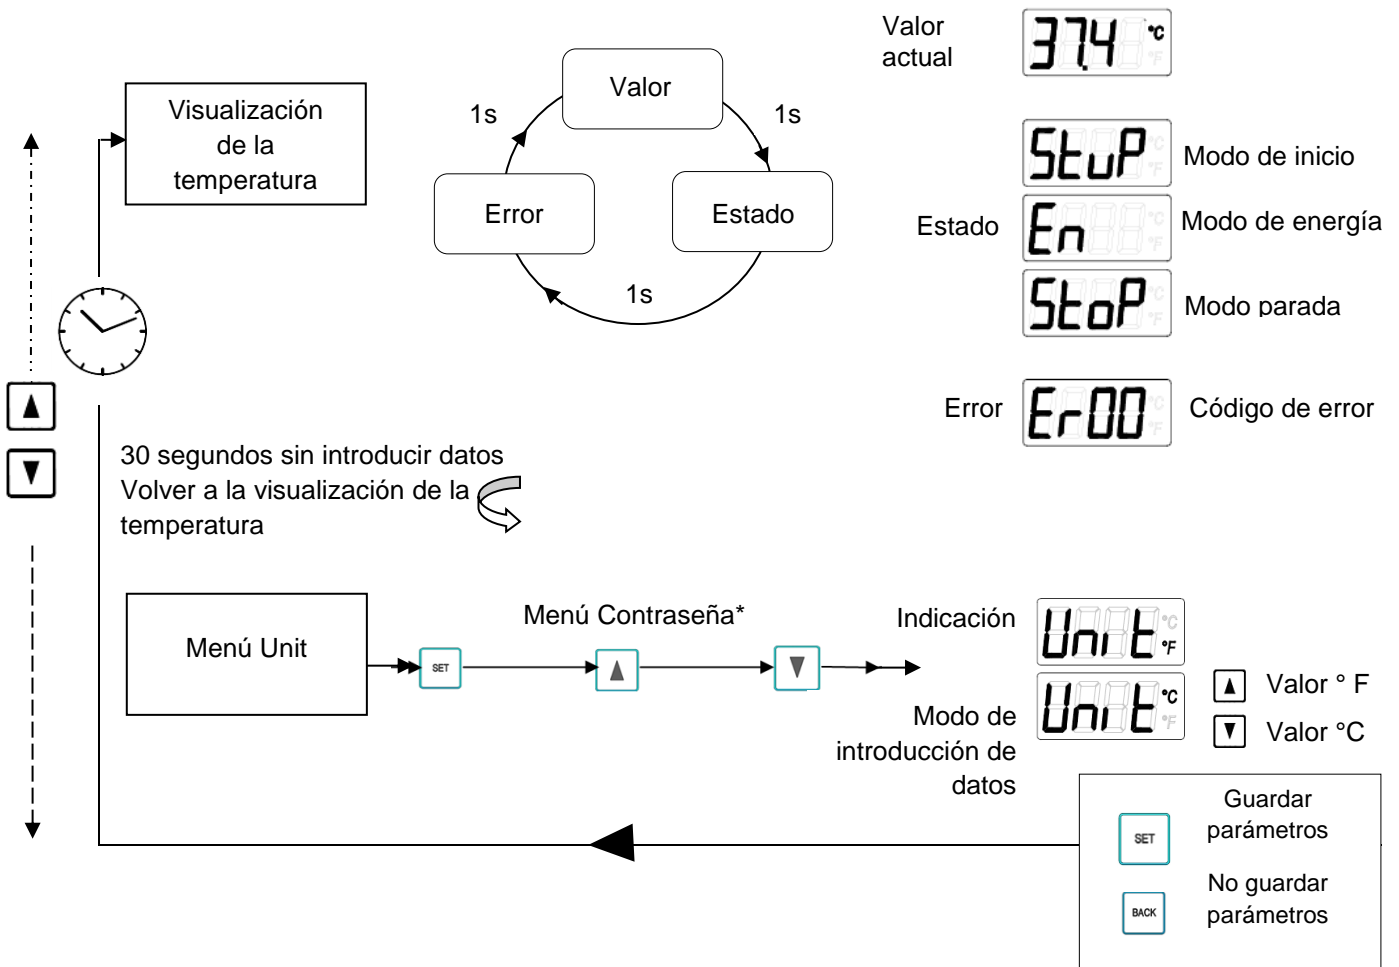 Visualización
de la
temperatura
Valor
1s
1s
Error
Estado
1s
Valor
actual
37.4 °C
°F
StuP °C
°F
Modo de inicio
Estado
En °C
°F
Modo de energía
StoP °C
°F
Modo parada
Error
Er00 °C
°F
Código de error
30 segundos sin introducir datos
Volver a la visualización de la
temperatura
Menú Unit
SET
Menú Contraseña*
Indicación
Unit °C
°F
Modo de
introducción de
datos
Unit °C
°F
Valor ° F
Valor °C
SET
Guardar
parámetros
BACK
No guardar
parámetros